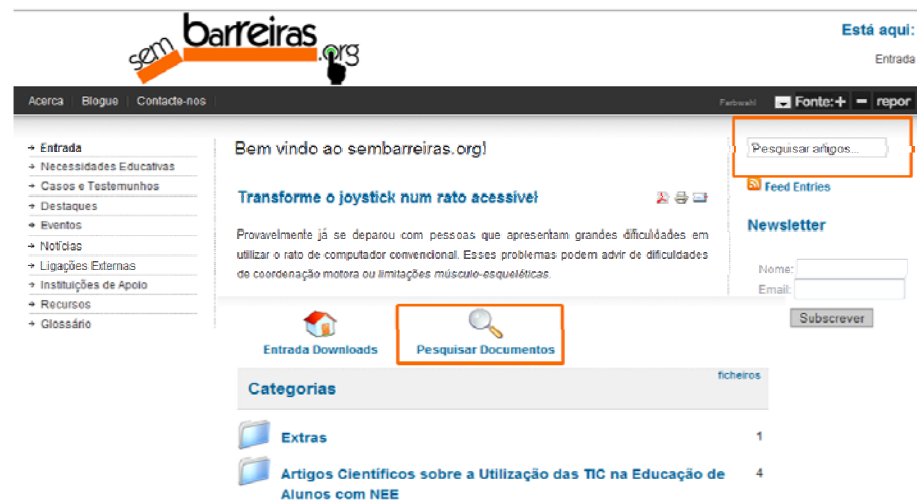 sem barreiras.org
Está aqui:
Entrada
Acerca Blogue Contacte-nos
Farbwahl Fonte:+ - repor
Entrada
Necessidades Educativas
Casos e Testemunhos
Destaques
Eventos
Notícias
Ligações Externas
Instituições de Apoio
Recursos
Glossário
Bem vindo ao sembarreiras.org!
Transforme o joystick num rato acessível
Provavelmente já se deparou com pessoas que apresentam grandes dificuldades em
utilizar o rato de computador convencional. Esses problemas podem advir de dificuldades
de coordenação motora ou limitações músculo-esqueléticas.
Entrada Downloads
Pesquisar Documentos
Categorias
ficheiros
Extras 1
Artigos Científicos sobre a Utilização das TIC na Educação de 4
Alunos com NEE
Pesquisar artigos...
Feed Entries
Newsletter
Nome:
Email:
Subscrever